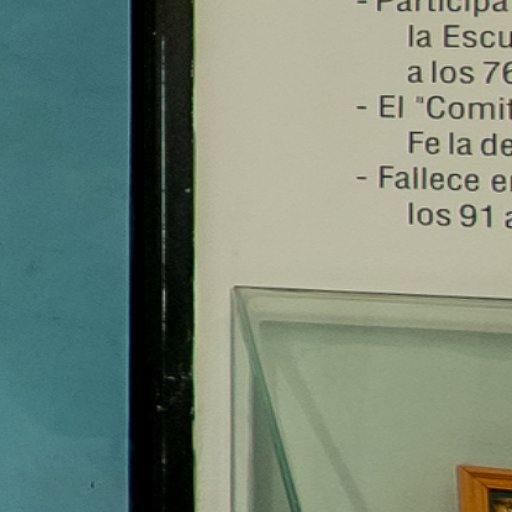 - Participa
la Escu
a los 76
- El "Comit
Fe la de
- Fallece e
los 91 a